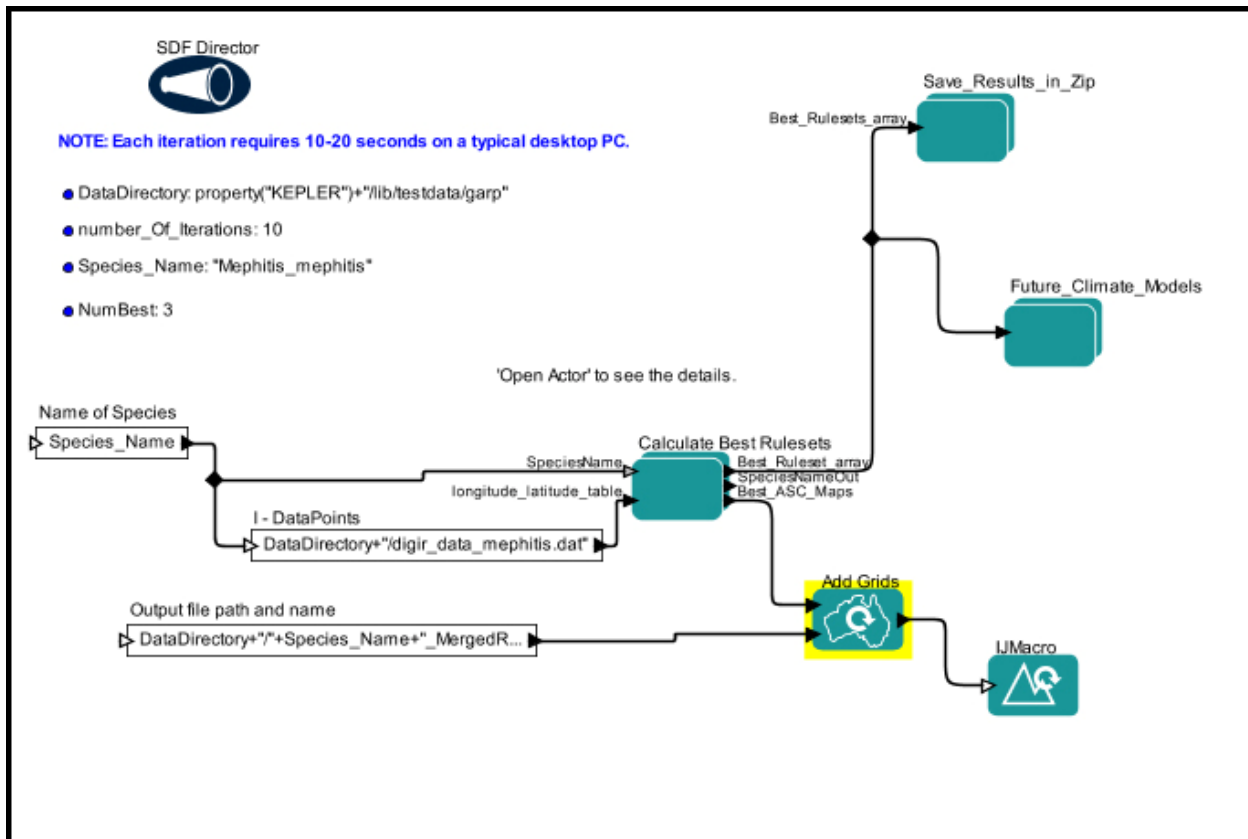 SDF Director
Save_Results_in_Zip
Best_Rulesets_array
NOTE: Each iteration requires 10-20 seconds on a typical desktop PC.
DataDirectory: property("KEPLER")+"/lib/testdata/garp"
number_Of_Iterations: 10
Species_Name: "Mephitis_mephitis"
Future_Climate_Models
NumBest: 3
'Open Actor' to see the details.
Name of Species
Species_Name
Calculate Best Rulesets
SpeciesName
Best_Ruleset_array
SpeciesNameOut
longitude_latitude_table
Best_ASC_Maps
I - DataPoints
DataDirectory+"/digir_data_mephitis.dat"
Add Grids
Output file path and name
DataDirectory+"/"+Species_Name+"_MergedR...
IJMacro